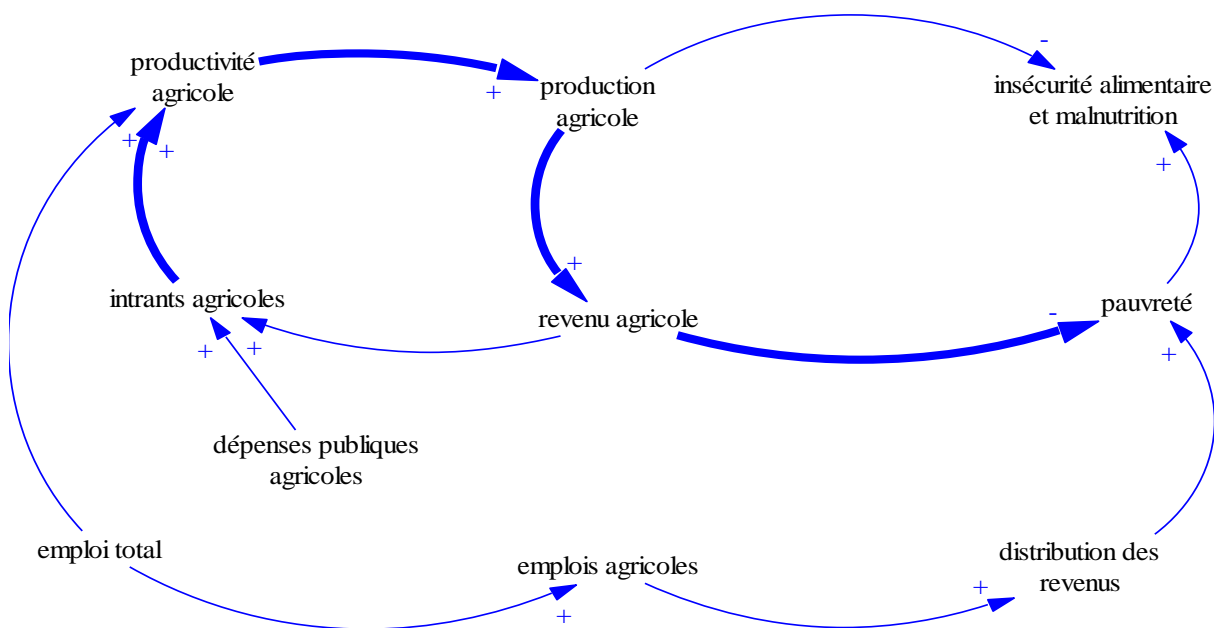 productivité
agricole
production
agricole
insécurité alimentaire
et malnutrition
-
+
+
+
+
+
intrants agricoles
revenu agricole
pauvreté
-
+
+
+
dépenses publiques
agricoles
emploi total
emplois agricoles
distribution des
revenus
+
+